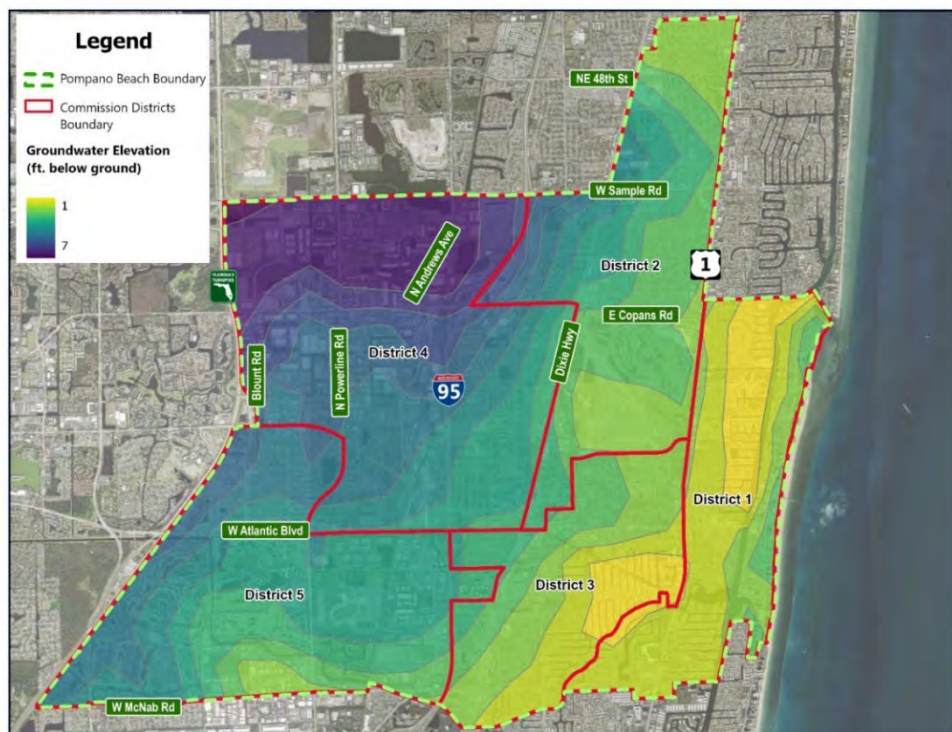 Legend
Pompano Beach Boundary
Commission Districts
Boundary
Groundwater Elevation
(ft. below ground)
1
7
NE 48th St
W Sample Rd
N Andrews Ave
District 2
1
FLORIDA'S
TURNPIKE
E Copans Rd
Blount Rd
N Powerline Rd
District 4
Dixie Hwy
95
District 1
W Atlantic Blvd
District 5
District 3
W McNab Rd